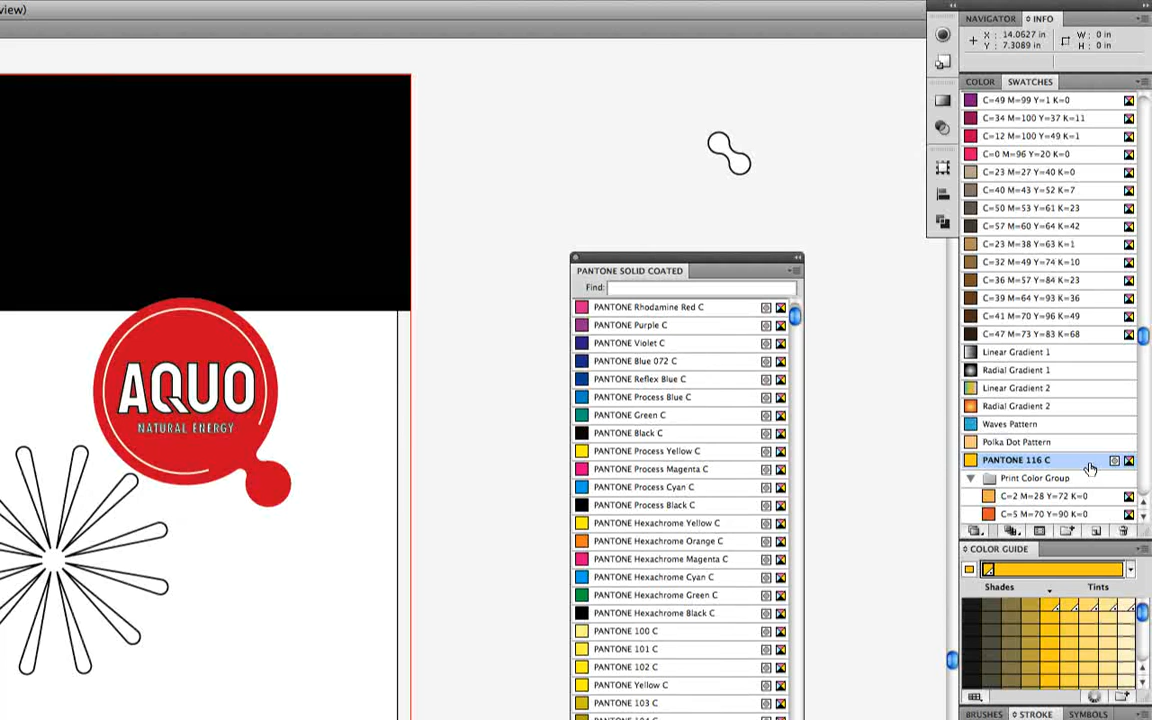 view)
NAVIGATOR
INFO
X : 14.0627 in
Y : 7.3089 in
W : 0 in
H : 0 in
COLOR
SWATCHES
C=49 M=99 Y=1 K=0
C=34 M=100 Y=37 K=11
C=12 M=100 Y=49 K=1
C=0 M=96 Y=20 K=0
C=23 M=27 Y=40 K=0
C=40 M=43 Y=52 K=7
C=50 M=53 Y=61 K=23
C=57 M=60 Y=64 K=42
C=23 M=38 Y=63 K=1
C=32 M=49 Y=74 K=10
C=36 M=57 Y=84 K=23
C=39 M=64 Y=93 K=36
C=41 M=70 Y=96 K=49
C=47 M=73 Y=83 K=68
Linear Gradient 1
Radial Gradient 1
Linear Gradient 2
Radial Gradient 2
Waves Pattern
Polka Dot Pattern
PANTONE 116 C
Print Color Group
C=2 M=28 Y=72 K=0
C=5 M=70 Y=90 K=0
COLOR GUIDE
Shades
Tints
BRUSHES
STROKE
SYMBOLS
PANTONE SOLID COATED
Find:
PANTONE Rhodamine Red C
PANTONE Purple C
PANTONE Violet C
PANTONE Blue 072 C
PANTONE Reflex Blue C
PANTONE Process Blue C
PANTONE Green C
PANTONE Black C
PANTONE Process Yellow C
PANTONE Process Magenta C
PANTONE Process Cyan C
PANTONE Process Black C
PANTONE Hexachrome Yellow C
PANTONE Hexachrome Orange C
PANTONE Hexachrome Magenta C
PANTONE Hexachrome Cyan C
PANTONE Hexachrome Green C
PANTONE Hexachrome Black C
PANTONE 100 C
PANTONE 101 C
PANTONE 102 C
PANTONE Yellow C
PANTONE 103 C
AQUO
NATURAL ENERGY